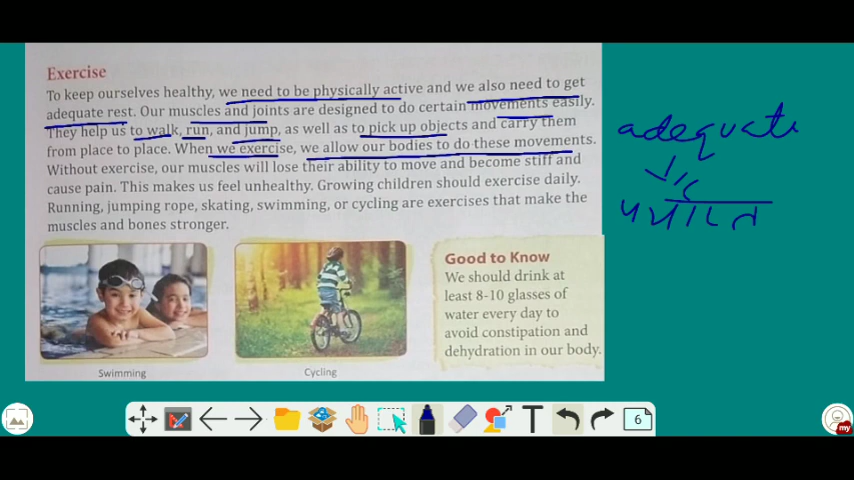 Exercise
To keep ourselves healthy, we need to be physically active and we also need to get
adequate rest. Our muscles and joints are designed to do certain movements easily.
They help us to walk, run, and jump, as well as to pick up objects and carry them
from place to place. When we exercise, we allow our bodies to do these movements.
Without exercise, our muscles will lose their ability to move and become stiff and
cause pain. This makes us feel unhealthy. Growing children should exercise daily.
Running, jumping rope, skating, swimming, or cycling are exercises that make the
muscles and bones stronger.
Swimming
Cycling
Good to Know
We should drink at
least 8-10 glasses of
water every day to
avoid constipation and
dehydration in our body.
adequate
T
6
my